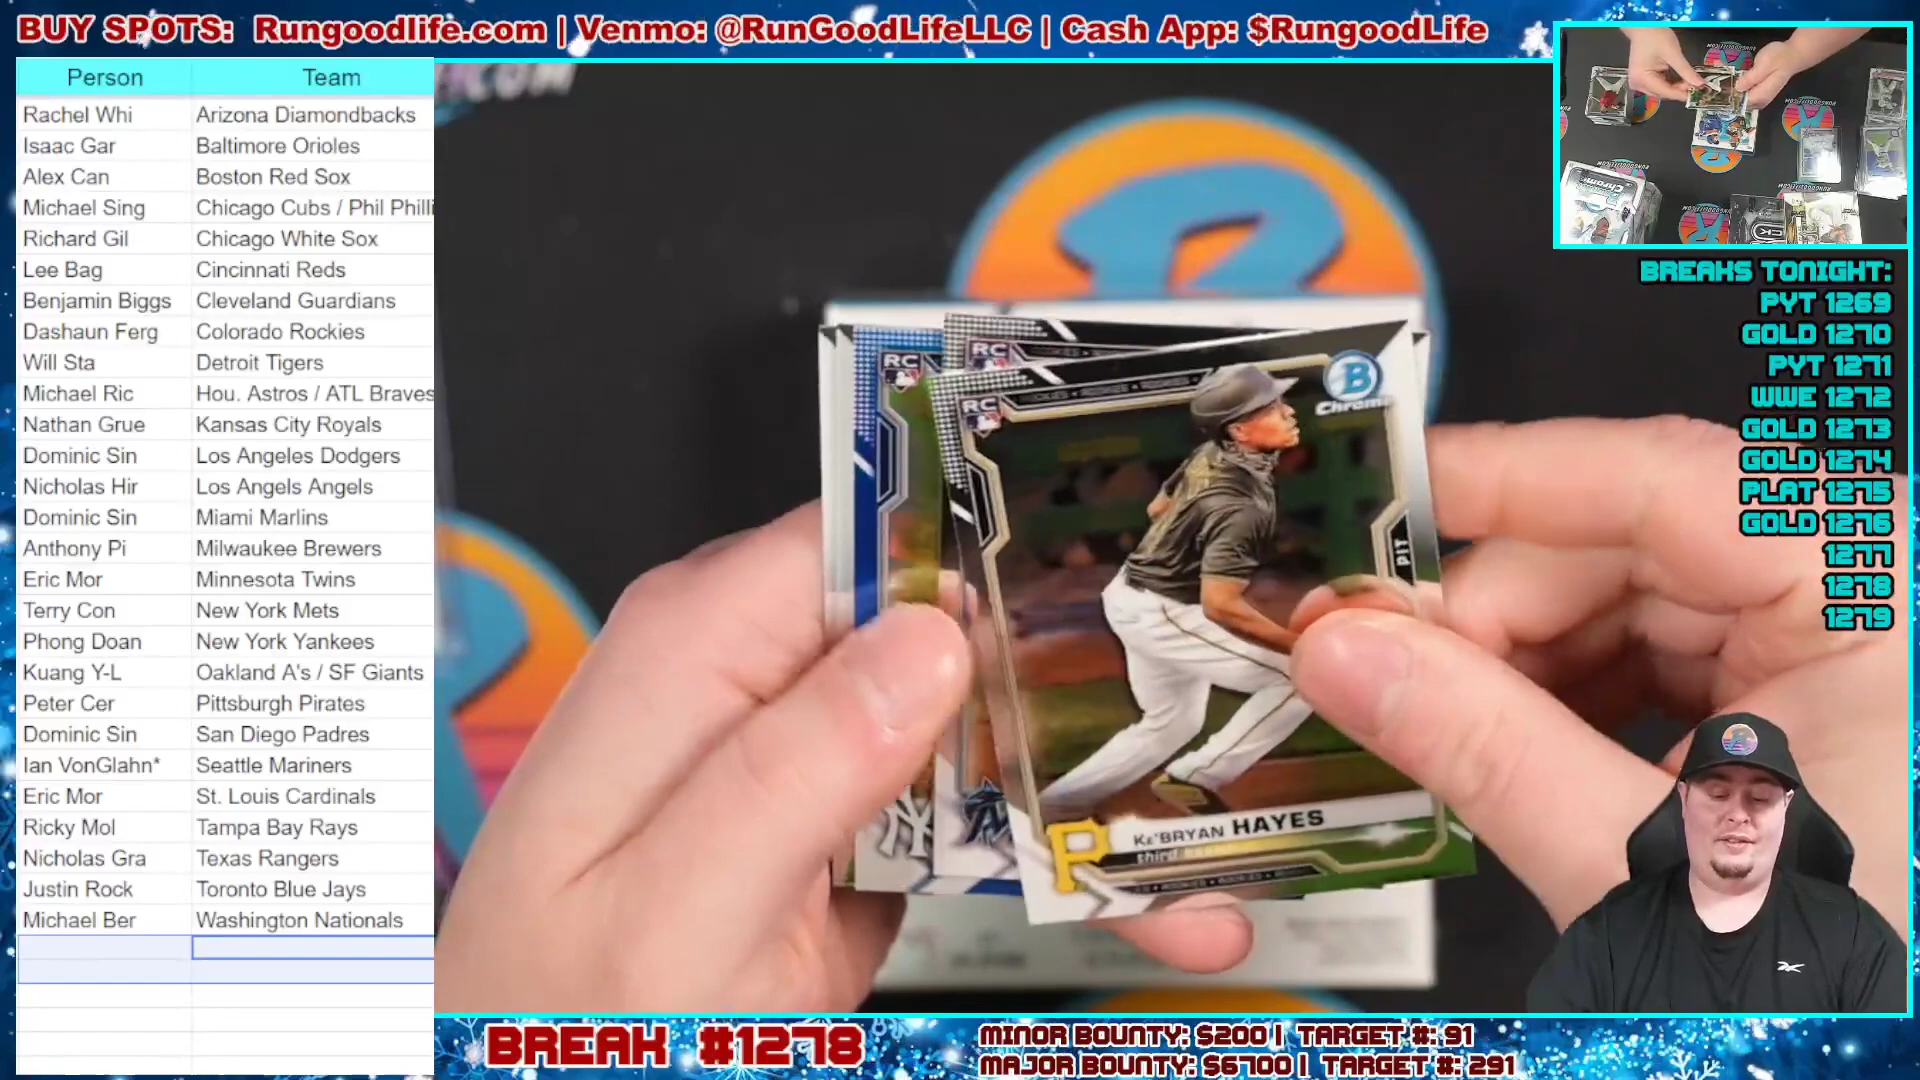 BUY SPOTS: Rungoodlife.com | Venmo: @RunGoodLifeLLC | Cash App: $RungoodLife
Person Team
Rachel Whi Arizona Diamondbacks
Isaac Gar Baltimore Orioles
Alex Can Boston Red Sox
Michael Sing Chicago Cubs / Phil Philli
Richard Gil Chicago White Sox
Lee Bag Cincinnati Reds
Benjamin Biggs Cleveland Guardians
Dashaun Ferg Colorado Rockies
Will Sta Detroit Tigers
Michael Ric Hou. Astros / ATL Braves
Nathan Grue Kansas City Royals
Dominic Sin Los Angeles Dodgers
Nicholas Hir Los Angels Angels
Dominic Sin Miami Marlins
Anthony Pi Milwaukee Brewers
Eric Mor Minnesota Twins
Terry Con New York Mets
Phong Doan New York Yankees
Kuang Y-L Oakland A's / SF Giants
Peter Cer Pittsburgh Pirates
Dominic Sin San Diego Padres
Ian VonGlahn* Seattle Mariners
Eric Mor St. Louis Cardinals
Ricky Mol Tampa Bay Rays
Nicholas Gra Texas Rangers
Justin Rock Toronto Blue Jays
Michael Ber Washington Nationals
.COM
RC
RC
RC
B
Chrome
PIT
P
KE'BRYAN HAYES
third
Chrome
BREAKS TONIGHT:
PYT 1269
GOLD 1270
PYT 1271
WWE 1272
GOLD 1273
GOLD 1274
PLAT 1275
GOLD 1276
1277
1278
1279
BREAK #1278
MINOR BOUNTY: $200 | TARGET #: 91
MAJOR BOUNTY: $6700 | TARGET #: 291